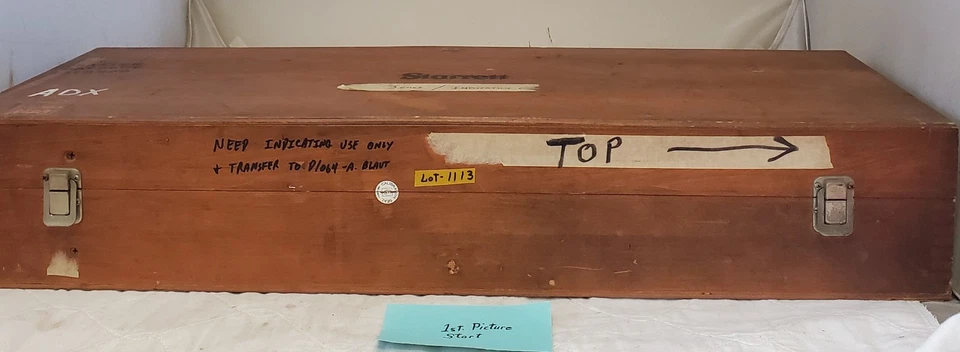 Starrett
ADX
NEED INDICATING USE ONLY
+ TRANSFER TO D/064 - A. BLAUT
LOT-1113
TOP →
1st. Picture
Start